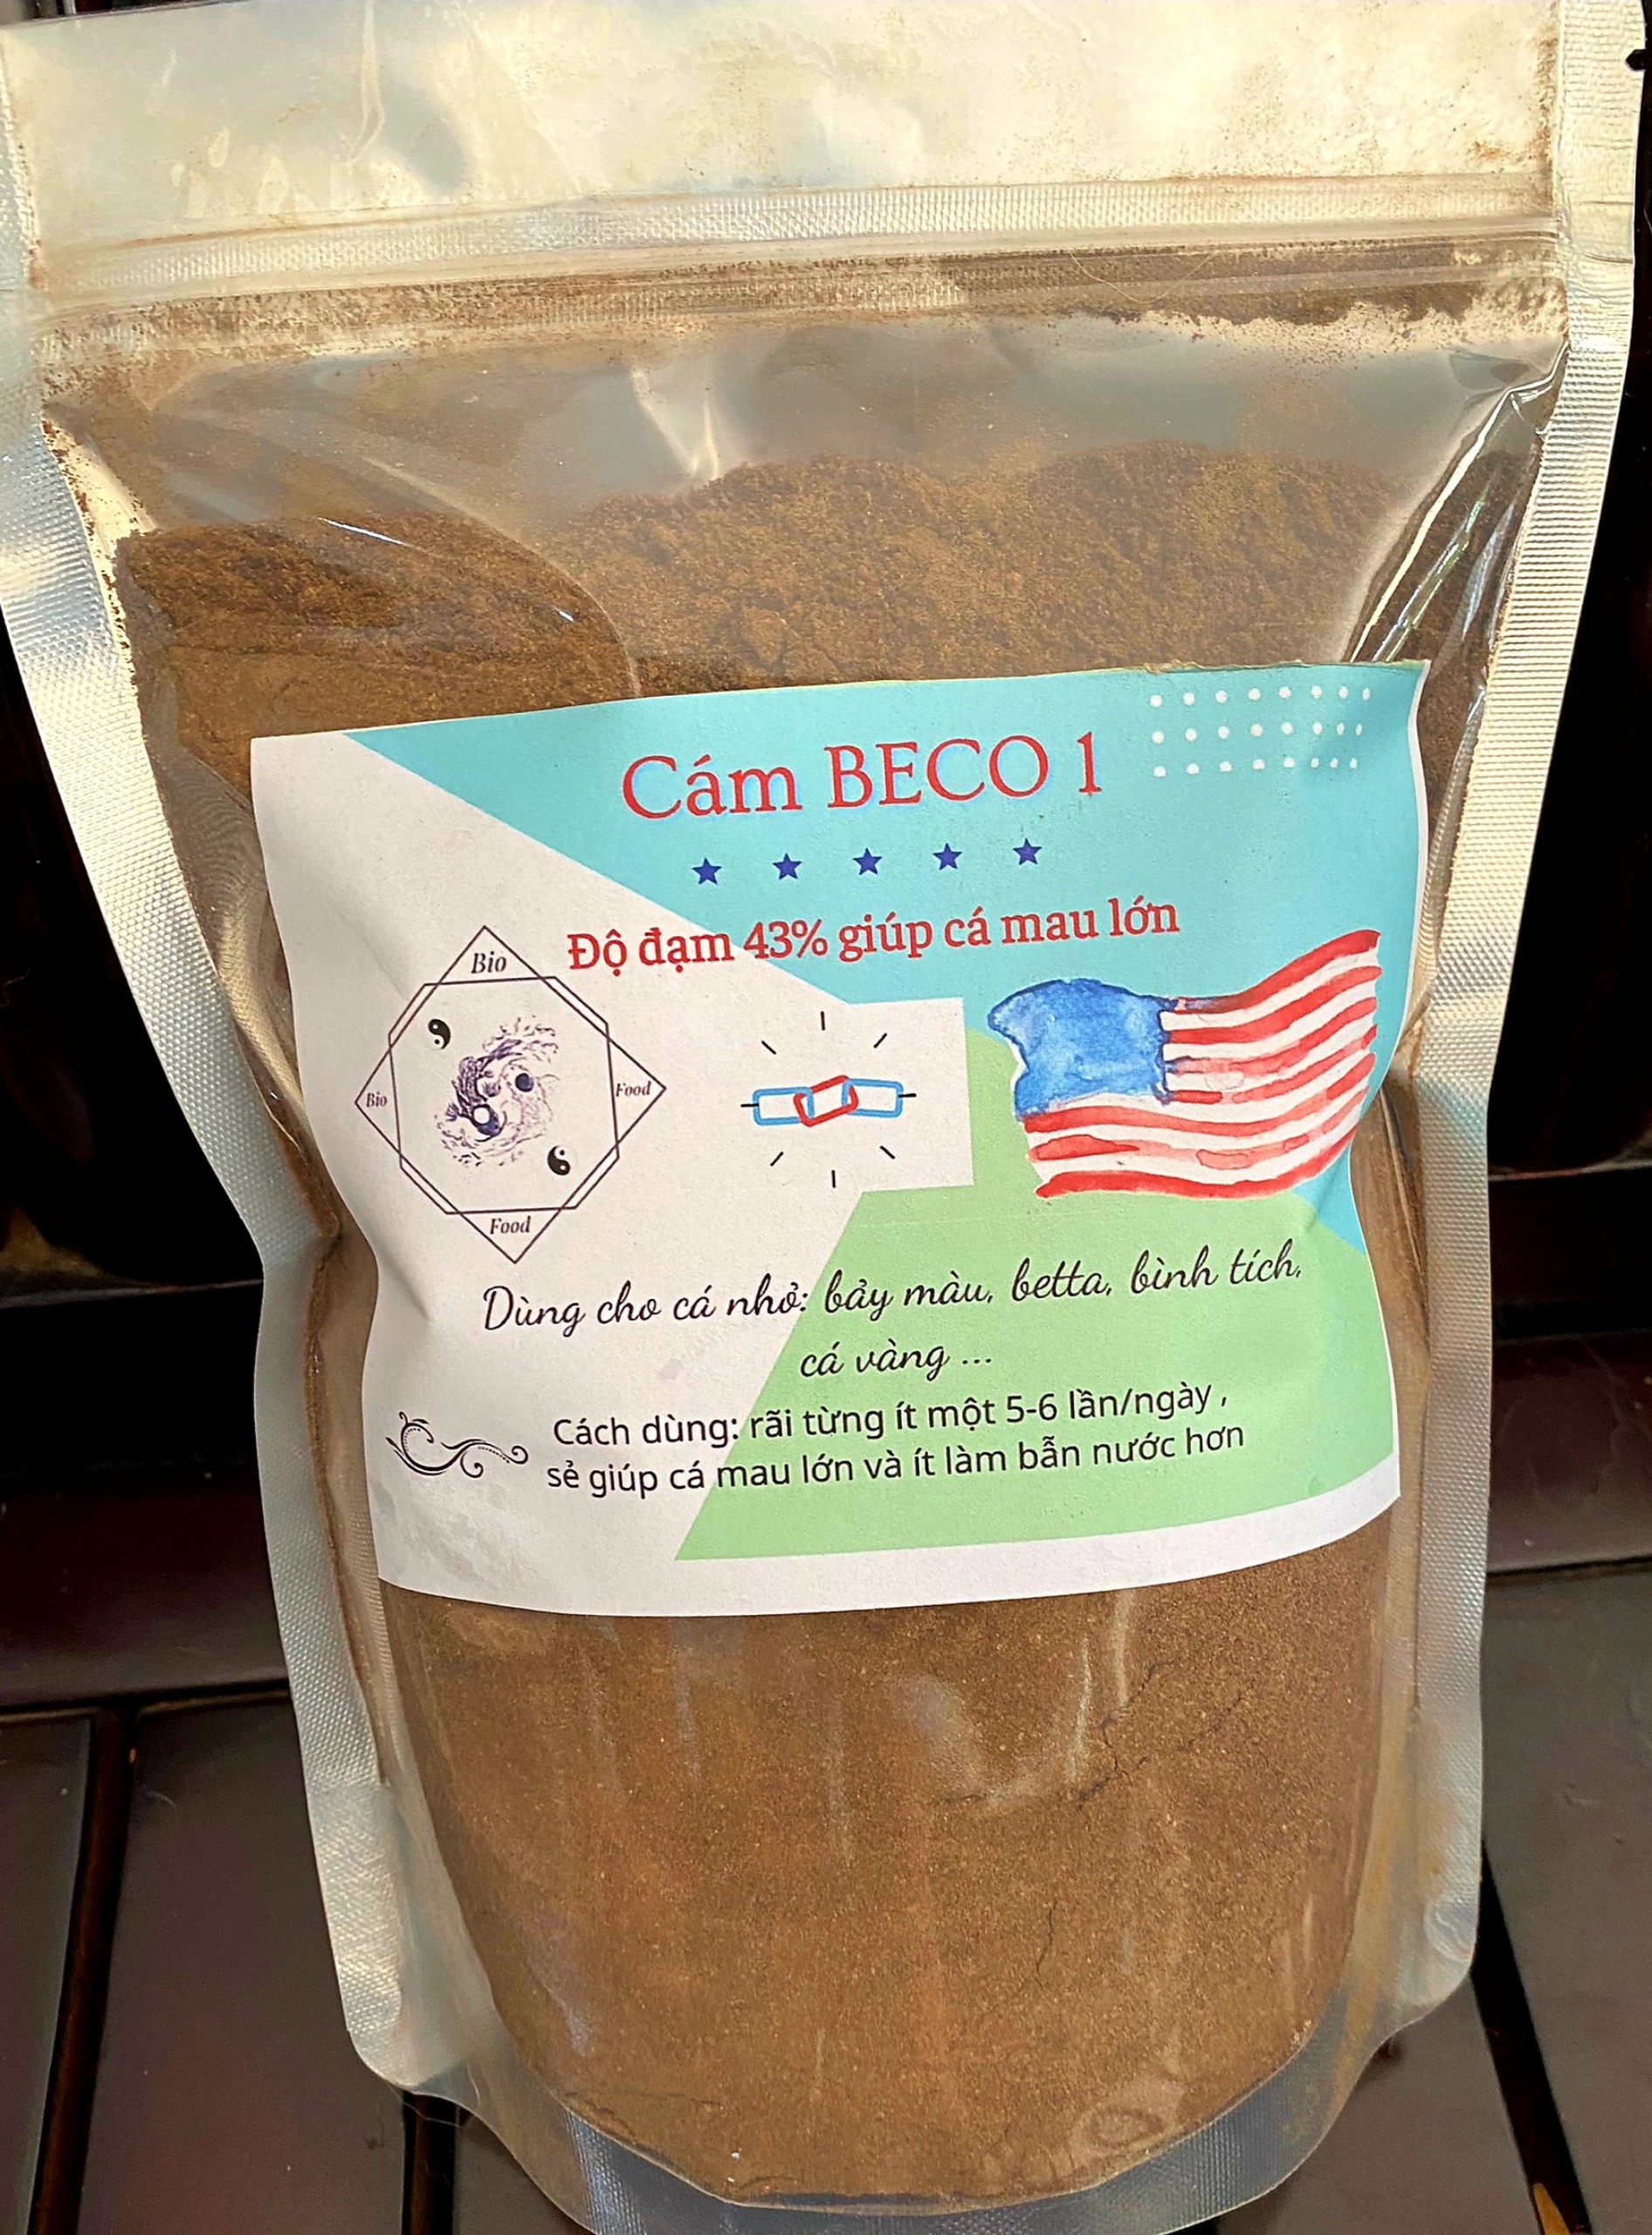 Cám BECO 1
Độ đạm 43% giúp cá mau lớn
Bio
Bio
Food
Food
Dùng cho cá nhỏ: bảy màu, betta, bình tích,
cá vàng ...
Cách dùng: rãi từng ít một 5-6 lần/ngày ,
sẻ giúp cá mau lớn và ít làm bẫn nước hơn